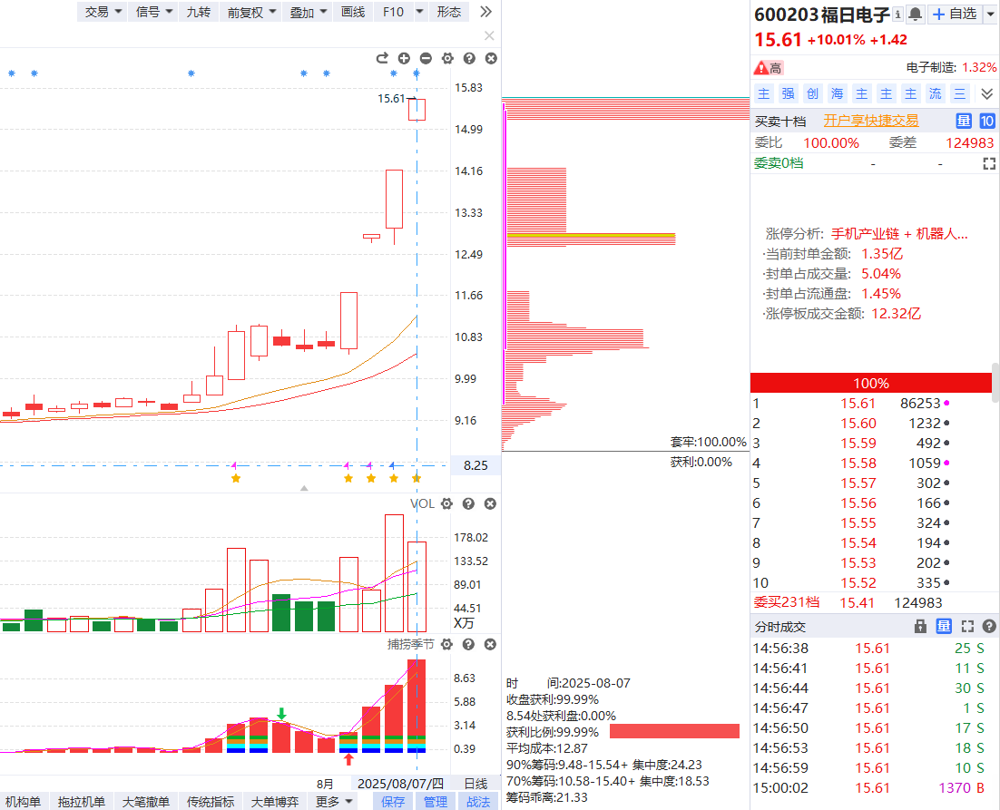 交易 信号 九转 前复权 叠加 画线 F10 形态
15.83
15.61
14.99
14.16
13.33
12.49
11.66
10.83
9.99
9.16
8.25
VOL
178.02
133.52
89.01
44.51
X万
捕捞季节
8.63
5.88
3.14
0.39
8月 2025/08/07/四 日线
机构单 拖拉机单 大笔撤单 传统指标 大单博弈 更多 保存 管理 战法
套牢:100.00%
获利:0.00%
时 间:2025-08-07
收盘获利:99.99%
8.54处获利盘:0.00%
获利比例:99.99%
平均成本:12.87
90%筹码:9.48-15.54+ 集中度:24.23
70%筹码:10.58-15.40+ 集中度:18.53
筹码乖离:21.33
600203 福日电子 自选
15.61 +10.01% +1.42
高 电子制造: 1.32%
主 强 创 海 主 主 主 流 三
买卖十档 开户享快捷交易 量 10
委比 100.00% 委差 124983
委卖0档 - -
涨停分析: 手机产业链 + 机器人...
·当前封单金额: 1.35亿
·封单占成交量: 5.04%
·封单占流通盘: 1.45%
·涨停板成交金额: 12.32亿
100%
1 15.61 86253
2 15.60 1232
3 15.59 492
4 15.58 1059
5 15.57 302
6 15.56 166
7 15.55 324
8 15.54 194
9 15.53 202
10 15.52 335
委买231档 15.41 124983
分时成交 量
14:56:38 15.61 25 S
14:56:41 15.61 11 S
14:56:44 15.61 30 S
14:56:47 15.61 1 S
14:56:50 15.61 17 S
14:56:53 15.61 18 S
14:56:59 15.61 10 S
15:00:02 15.61 1370 B